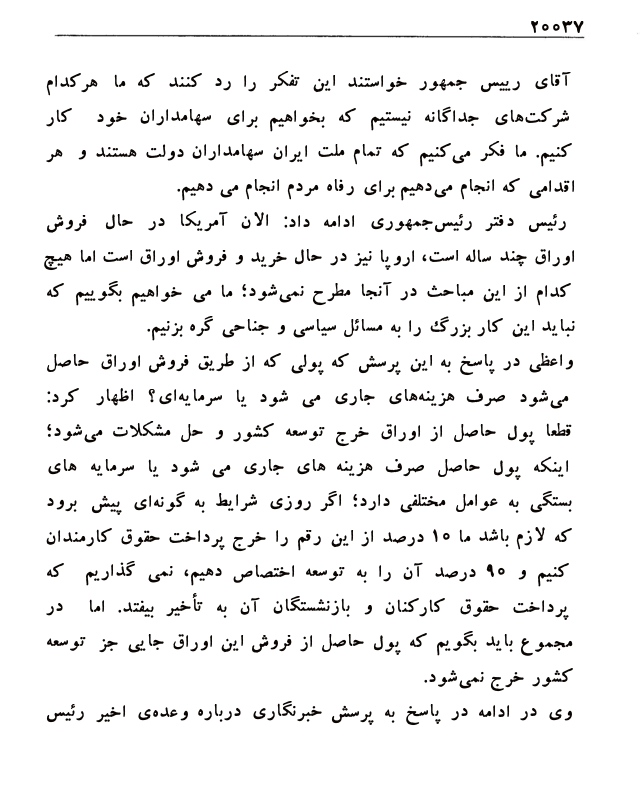 ۲۰۰۳۷
آقای رییس جمهور خواستند این تفکر را رد کنند که ما هرکدام
شرکت‌های جداگانه نیستیم که بخواهیم برای سهامداران خود کار
کنیم. ما فکر می‌کنیم که تمام ملت ایران سهامداران دولت هستند و هر
اقدامی که انجام می‌دهیم برای رفاه مردم انجام می دهیم.
رئیس دفتر رئیس‌جمهوری ادامه داد: الان آمریکا در حال فروش
اوراق چند ساله است، اروپا نیز در حال خرید و فروش اوراق است اما هیچ
کدام از این مباحث در آنجا مطرح نمی‌شود؛ ما می خواهیم بگوییم که
نباید این کار بزرگ را به مسائل سیاسی و جناحی گره بزنیم.
واعظی در پاسخ به این پرسش که پولی که از طریق فروش اوراق حاصل
می‌شود صرف هزینه‌های جاری می شود یا سرمایه‌ای؟ اظهار کرد:
قطعا پول حاصل از اوراق خرج توسعه کشور و حل مشکلات می‌شود؛
اینکه پول حاصل صرف هزینه های جاری می شود یا سرمایه های
بستگی به عوامل مختلفی دارد؛ اگر روزی شرایط به گونه‌ای پیش برود
که لازم باشد ما ۱۰ درصد از این رقم را خرج پرداخت حقوق کارمندان
کنیم و ۹۰ درصد آن را به توسعه اختصاص دهیم، نمی گذاریم که
پرداخت حقوق کارکنان و بازنشستگان آن به تأخیر بیفتد. اما در
مجموع باید بگویم که پول حاصل از فروش این اوراق جایی جز توسعه
کشور خرج نمی‌شود.
وی در ادامه در پاسخ به پرسش خبرنگاری درباره وعده‌ی اخیر رئیس